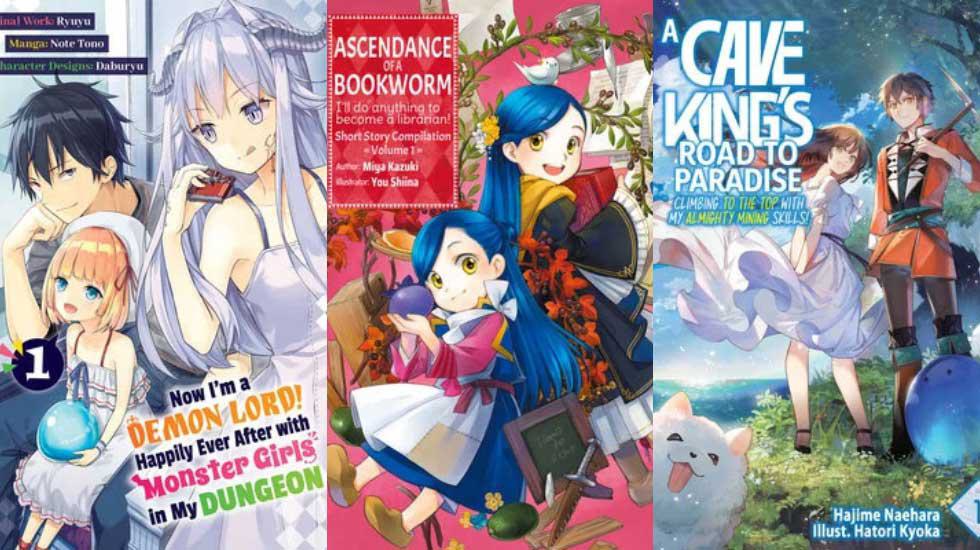 nal Work: Ryuyu
Manga: Note Tono
haracter Designs: Daburyu
1
Now I'm a
DEMON LORD!
Happily Ever After with
Monster Girls
in My DUNGEON
ASCENDANCE
OF A
BOOKWORM
I'll do anything to
become a librarian!
Short Story Compilation
Volume 1
Author: Miya Kazuki
Illustrator: You Shiina
A
CAVE
KING'S
ROAD TO
PARADISE
CLIMBING TO THE TOP WITH
MY ALMIGHTY MINING SKILLS!
1
Hajime Naehara
Illust. Hatori Kyoka